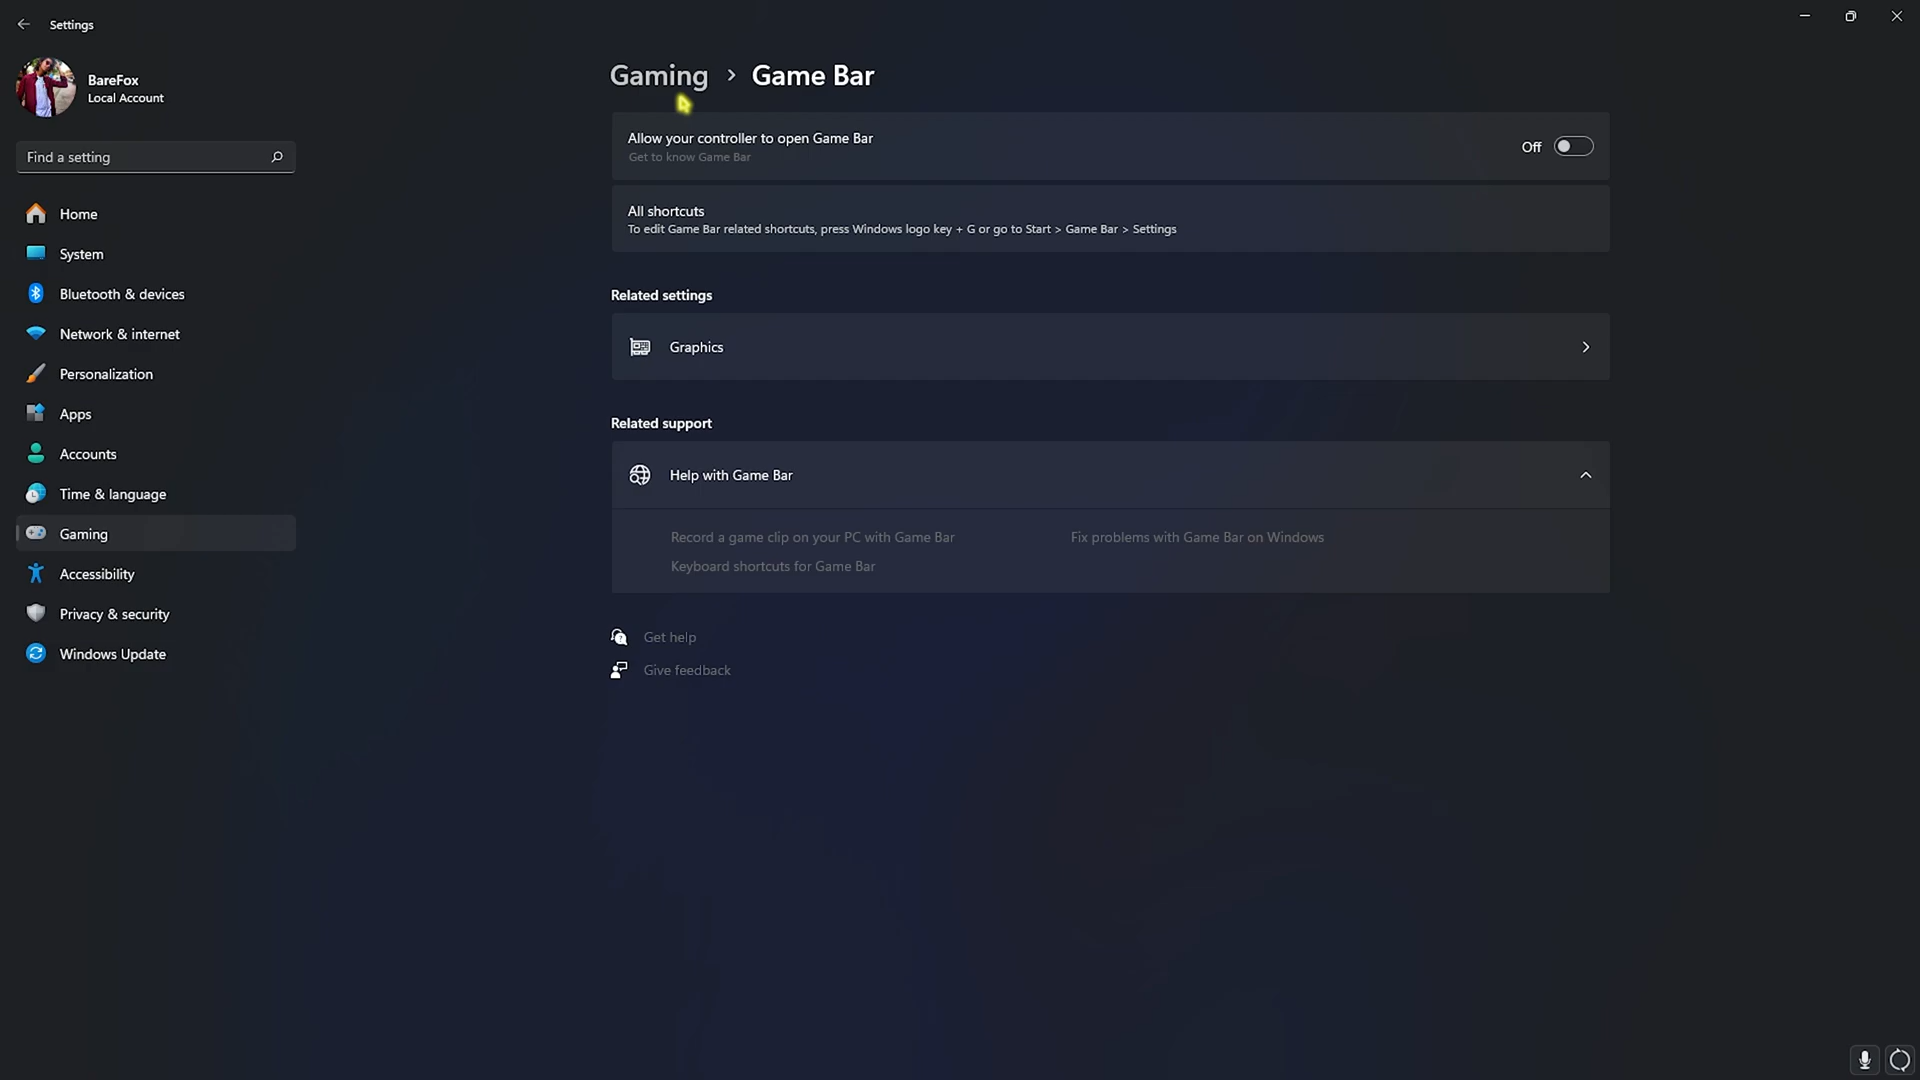 Settings
BareFox
Local Account
Find a setting
Home
System
Bluetooth & devices
Network & internet
Personalization
Apps
Accounts
Time & language
Gaming
Accessibility
Privacy & security
Windows Update
Gaming > Game Bar
Allow your controller to open Game Bar
Get to know Game Bar
Off
All shortcuts
To edit Game Bar related shortcuts, press Windows logo key + G or go to Start > Game Bar > Settings
Related settings
Graphics
Related support
Help with Game Bar
Record a game clip on your PC with Game Bar
Fix problems with Game Bar on Windows
Keyboard shortcuts for Game Bar
Get help
Give feedback